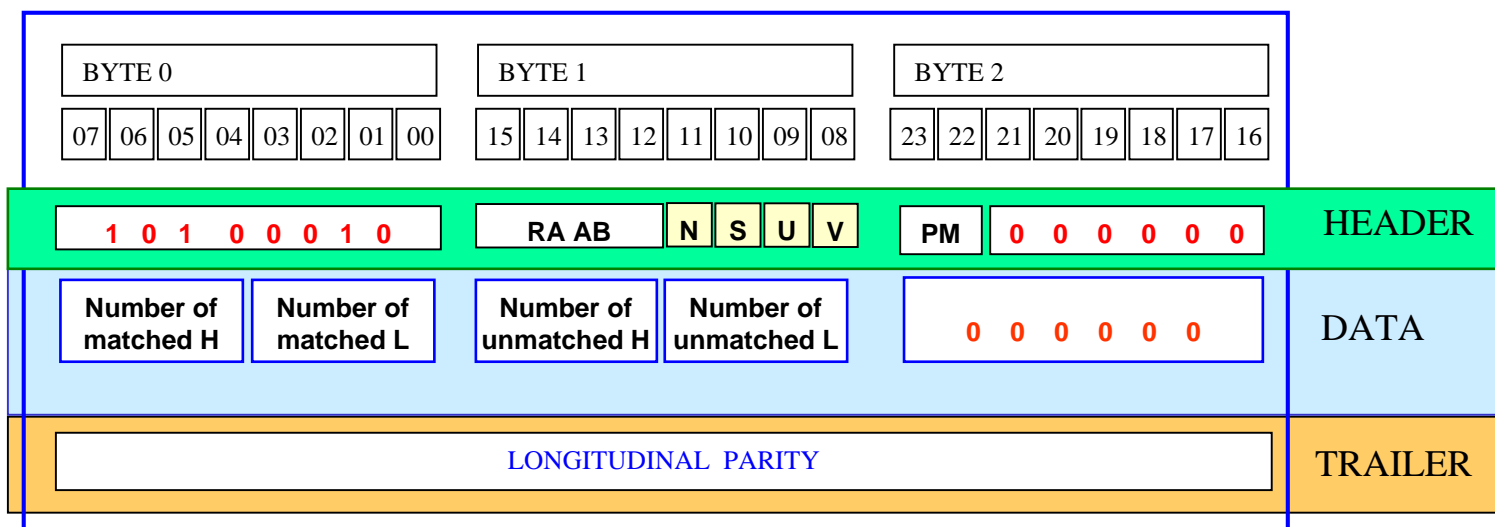 BYTE 0 BYTE 1 BYTE 2
07 06 05 04 03 02 01 00 15 14 13 12 11 10 09 08 23 22 21 20 19 18 17 16
1 0 1 0 0 0 1 0 RA AB N S U V PM 0 0 0 0 0 0 HEADER
Number of Number of Number of Number of
matched H matched L unmatched H unmatched L
0 0 0 0 0 0 DATA
LONGITUDINAL PARITY TRAILER